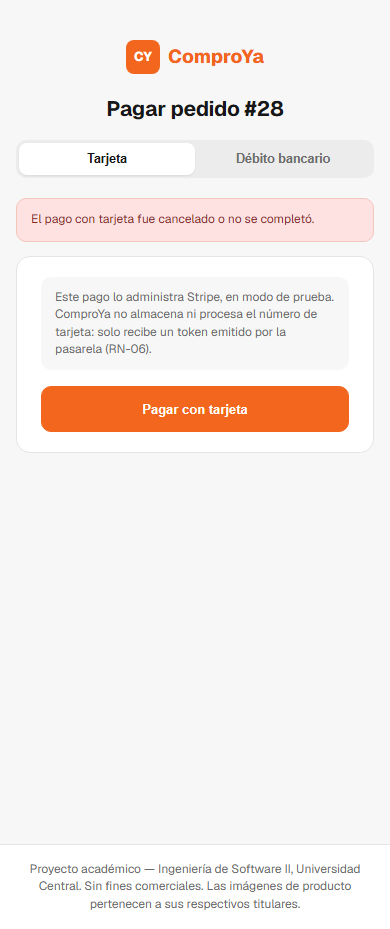 CY ComproYa
Pagar pedido #28
Tarjeta Débito bancario
El pago con tarjeta fue cancelado o no se completó.
Este pago lo administra Stripe, en modo de prueba.
ComproYa no almacena ni procesa el número de
tarjeta: solo recibe un token emitido por la
pasarela (RN-06).
Pagar con tarjeta
Proyecto académico — Ingeniería de Software II, Universidad
Central. Sin fines comerciales. Las imágenes de producto
pertenecen a sus respectivos titulares.